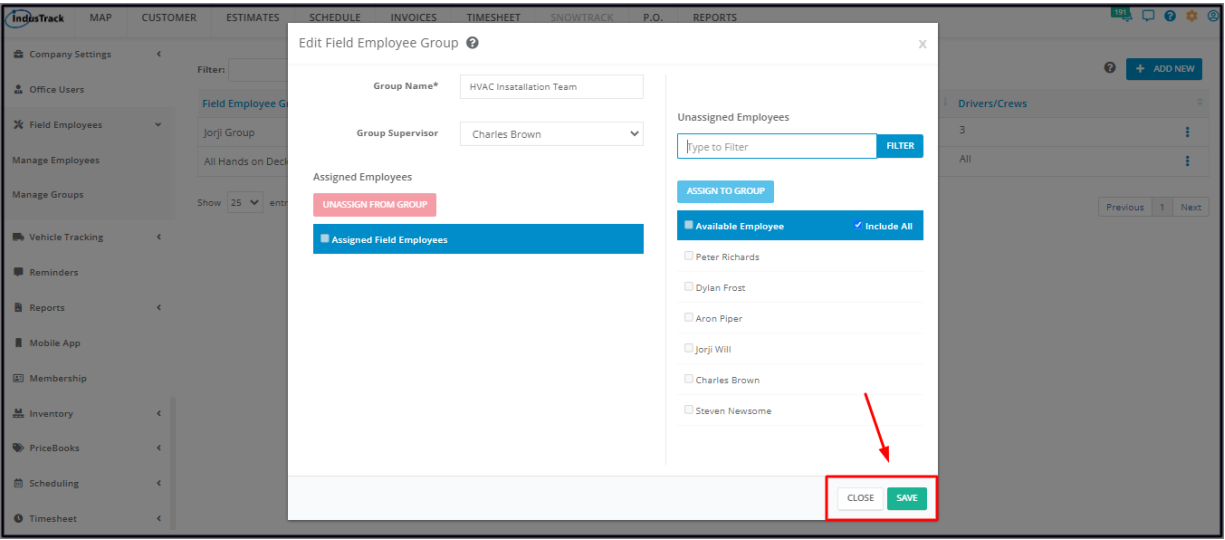 IndusTrack MAP CUSTOMER ESTIMATES SCHEDULE INVOICES TIMESHEET SNOWTRACK P.O. REPORTS 191
Company Settings
Office Users
Field Employees
Manage Employees
Manage Groups
Vehicle Tracking
Reminders
Reports
Mobile App
Membership
Inventory
PriceBooks
Scheduling
Timesheet
Filter:
Field Employee Gr
Jorji Group
All Hands on Deck
Show 25 entr
Edit Field Employee Group
X
Group Name* HVAC Insatallation Team
Group Supervisor Charles Brown
Assigned Employees
UNASSIGN FROM GROUP
Assigned Field Employees
Unassigned Employees
Type to Filter FILTER
ASSIGN TO GROUP
Available Employee Include All
Peter Richards
Dylan Frost
Aron Piper
Jorji Will
Charles Brown
Steven Newsome
CLOSE SAVE
+ ADD NEW
Drivers/Crews
3
All
Previous 1 Next